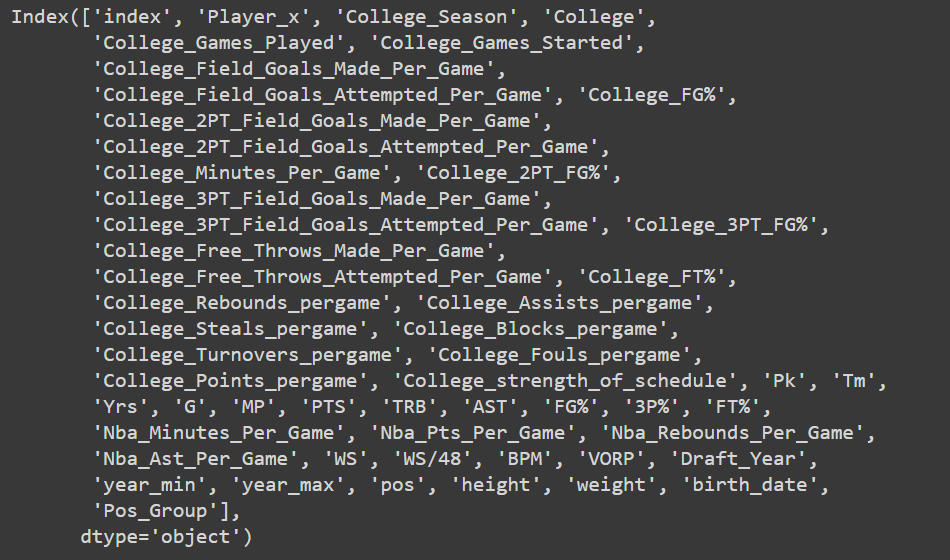 Index(['index', 'Player_x', 'College_Season', 'College',
'College_Games_Played', 'College_Games_Started',
'College_Field_Goals_Made_Per_Game',
'College_Field_Goals_Attempted_Per_Game', 'College_FG%',
'College_2PT_Field_Goals_Made_Per_Game',
'College_2PT_Field_Goals_Attempted_Per_Game',
'College_Minutes_Per_Game', 'College_2PT_FG%',
'College_3PT_Field_Goals_Made_Per_Game',
'College_3PT_Field_Goals_Attempted_Per_Game', 'College_3PT_FG%',
'College_Free_Throws_Made_Per_Game',
'College_Free_Throws_Attempted_Per_Game', 'College_FT%',
'College_Rebounds_pergame', 'College_Assists_pergame',
'College_Steals_pergame', 'College_Blocks_pergame',
'College_Turnovers_pergame', 'College_Fouls_pergame',
'College_Points_pergame', 'College_strength_of_schedule', 'Pk', 'Tm',
'Yrs', 'G', 'MP', 'PTS', 'TRB', 'AST', 'FG%', '3P%', 'FT%',
'Nba_Minutes_Per_Game', 'Nba_Pts_Per_Game', 'Nba_Rebounds_Per_Game',
'Nba_Ast_Per_Game', 'WS', 'WS/48', 'BPM', 'VORP', 'Draft_Year',
'year_min', 'year_max', 'pos', 'height', 'weight', 'birth_date',
'Pos_Group'],
dtype='object')